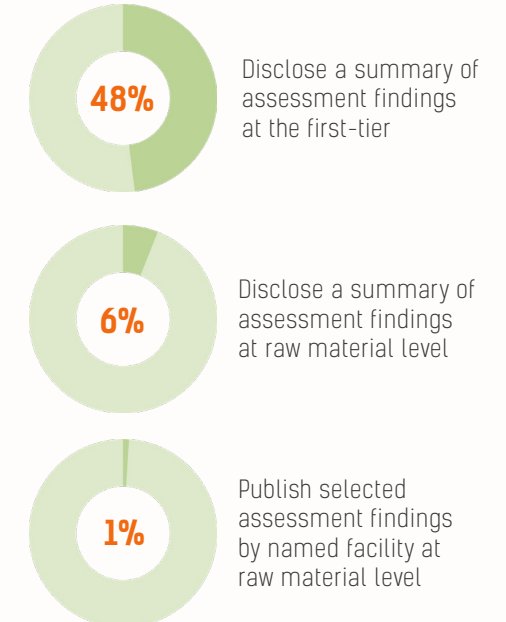 48%
Disclose a summary of
assessment findings
at the first-tier
6%
Disclose a summary of
assessment findings
at raw material level
1%
Publish selected
assessment findings
by named facility at
raw material level